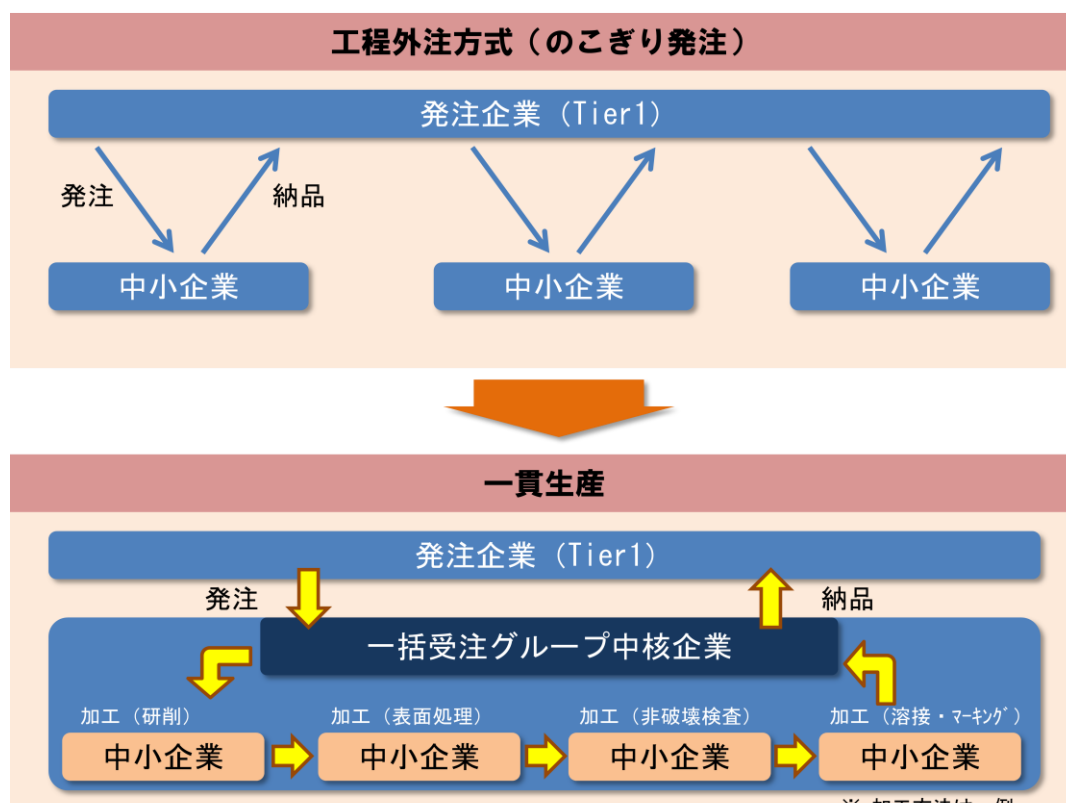 工程外注方式（のこぎり発注）
発注企業（Tier1）
発注
納品
中小企業
中小企業
中小企業
一貫生産
発注企業（Tier1）
発注
納品
一括受注グループ中核企業
加工（研削）
加工（表面処理）
加工（非破壊検査）
加工（溶接・ﾏｰｷﾝｸﾞ）
中小企業
中小企業
中小企業
中小企業